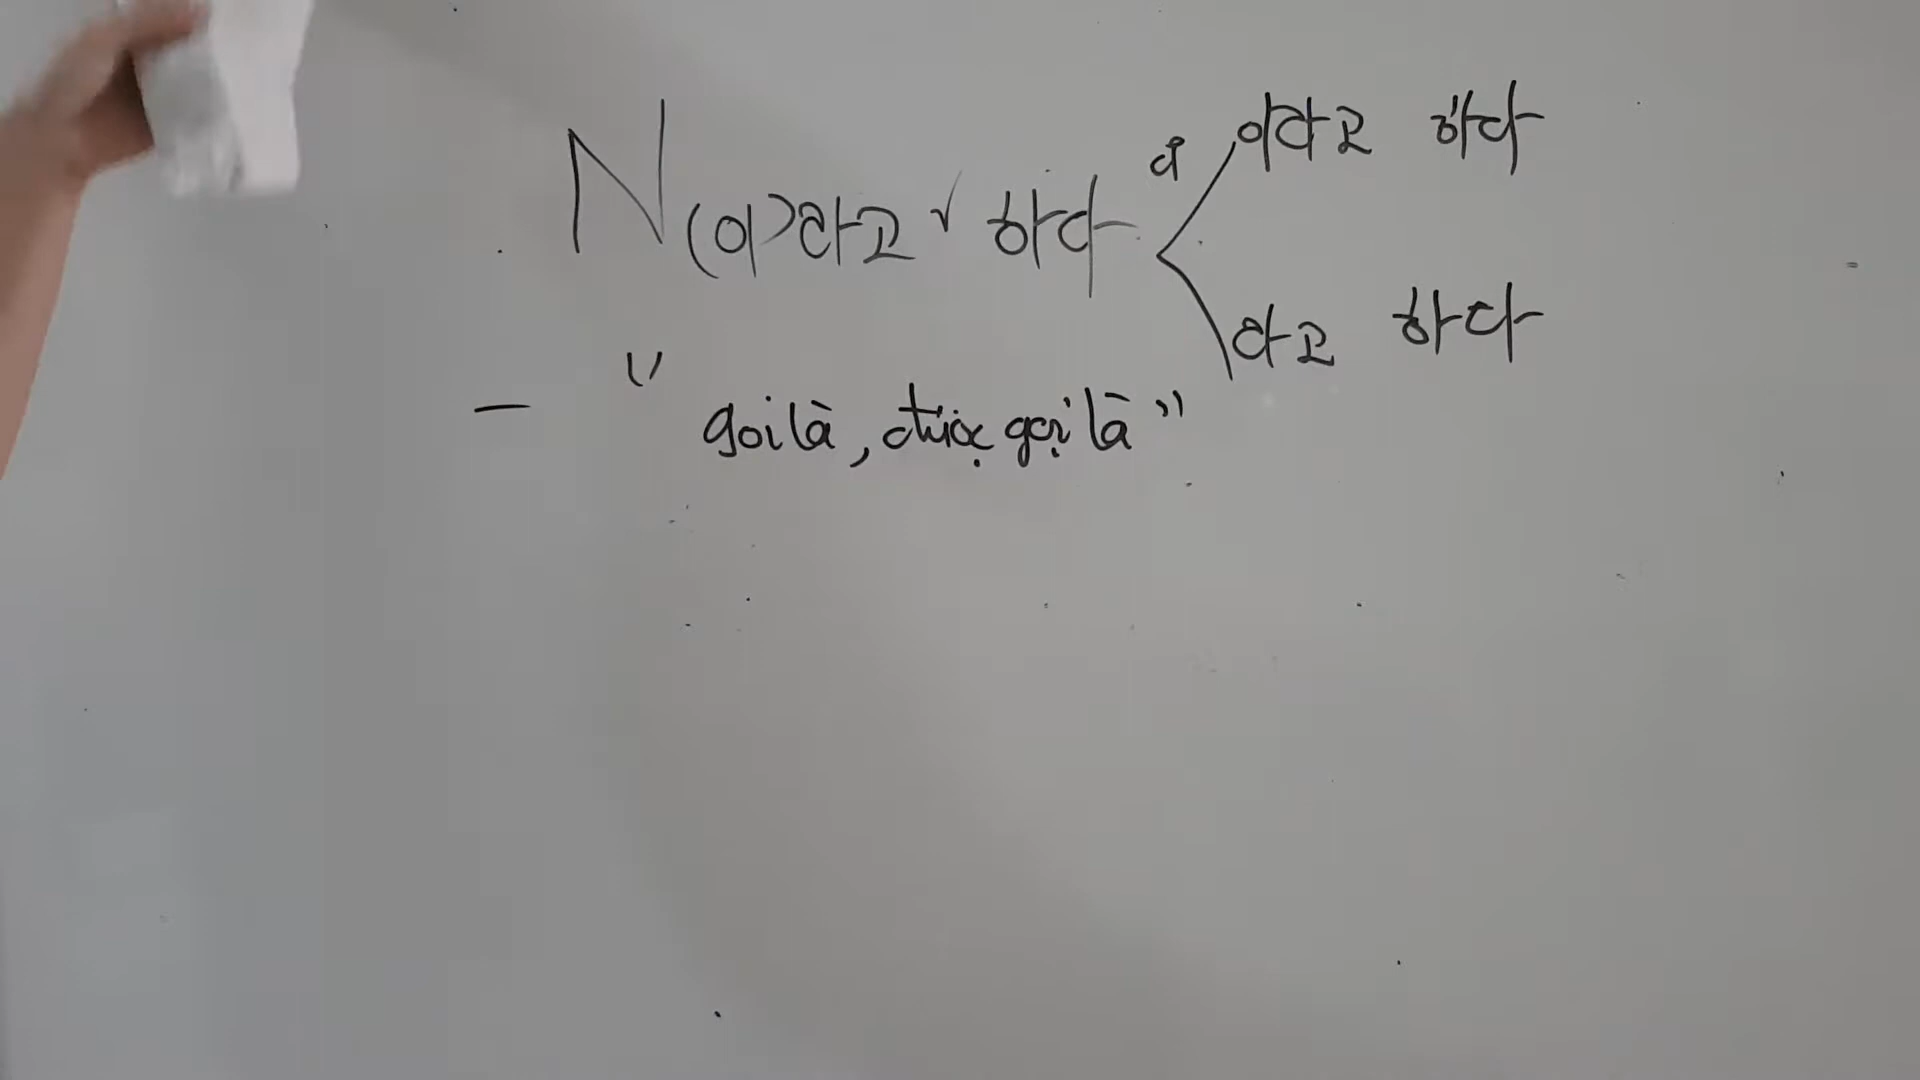 N(이)라고 ✓ 하다
이라고 하다
라고 하다
— " gọi là, được gọi là "